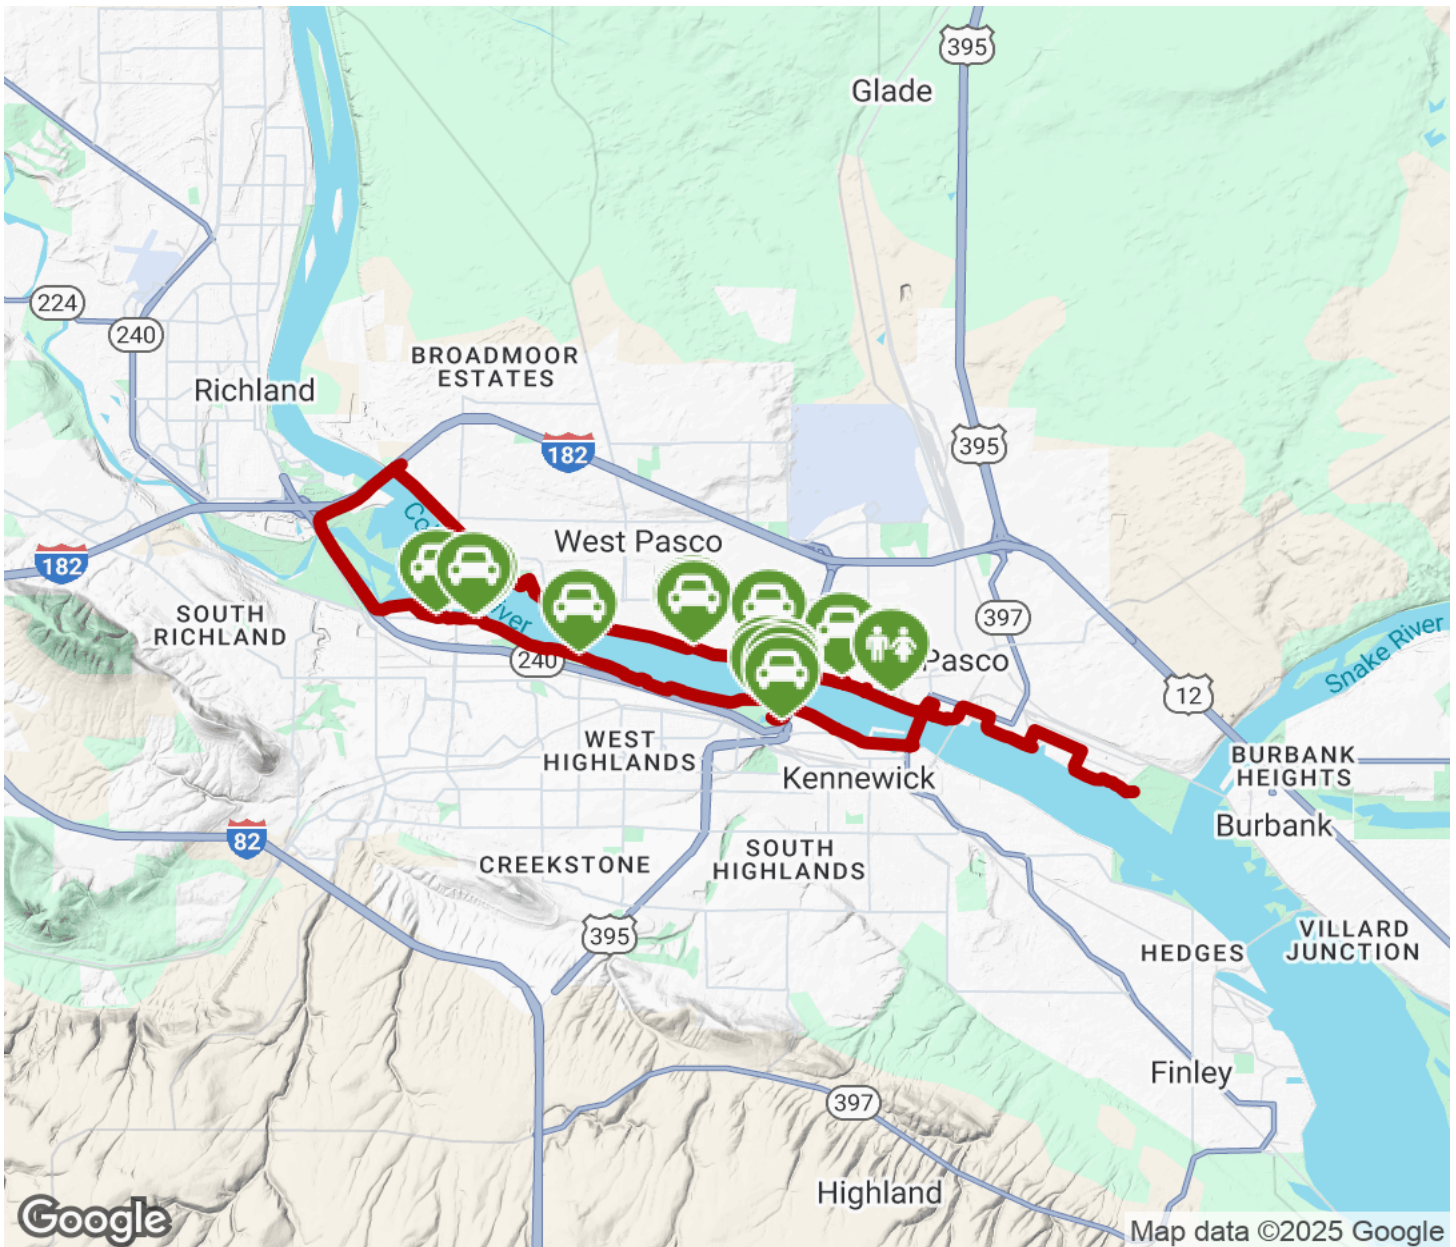 395
Glade
224
240
BROADMOOR
ESTATES
Richland
395
182
Co
West Pasco
182
SOUTH
RICHLAND
iver
397
240
Pasco
Snake River
12
WEST
HIGHLANDS
BURBANK
HEIGHTS
Kennewick
82
Burbank
CREEKSTONE
SOUTH
HIGHLANDS
395
VILLARD
JUNCTION
HEDGES
Finley
397
Highland
Google
Map data ©2025 Google